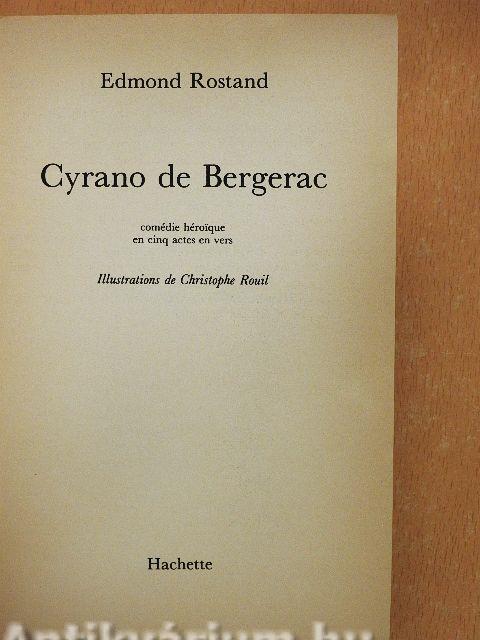 Edmond Rostand
Cyrano de Bergerac
comédie héroïque
en cinq actes en vers
Illustrations de Christophe Rouil
Hachette
Antikvárium.hu